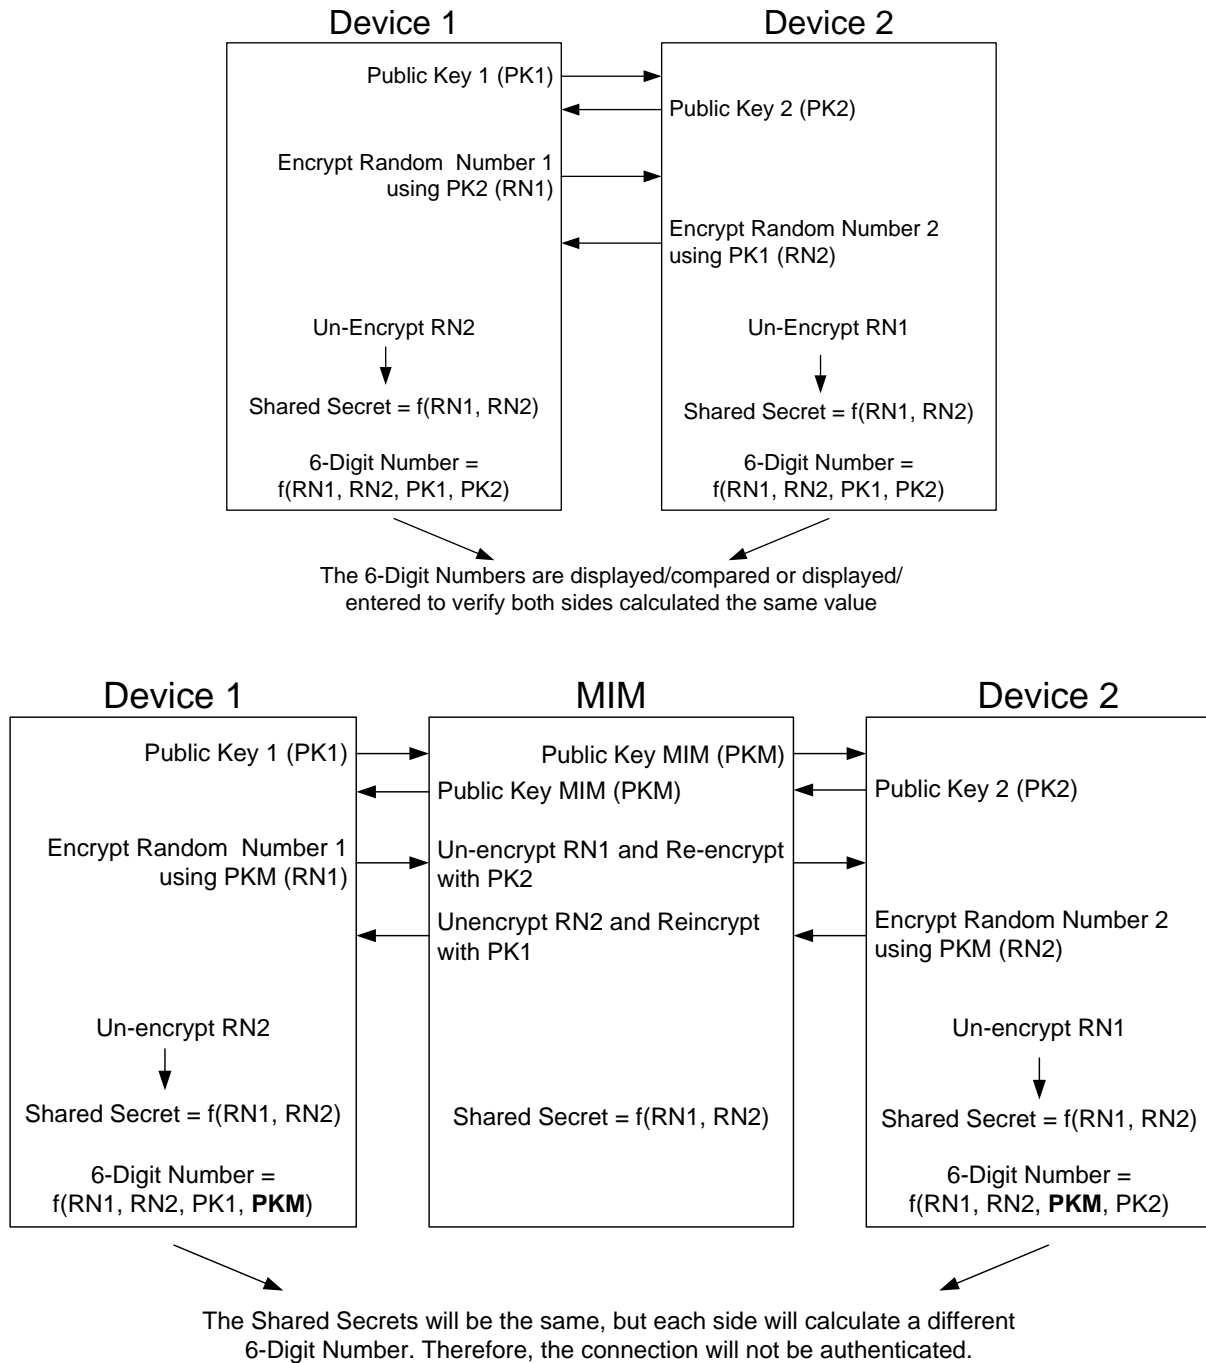 Device 1
Device 2
Public Key 1 (PK1)
Public Key 2 (PK2)
Encrypt Random  Number 1
using PK2 (RN1)
Encrypt Random Number 2
using PK1 (RN2)
Un-Encrypt RN2
Un-Encrypt RN1
Shared Secret = f(RN1, RN2)
Shared Secret = f(RN1, RN2)
6-Digit Number =
f(RN1, RN2, PK1, PK2)
6-Digit Number =
f(RN1, RN2, PK1, PK2)
The 6-Digit Numbers are displayed/compared or displayed/
entered to verify both sides calculated the same value
Device 1
MIM
Device 2
Public Key 1 (PK1)
Public Key MIM (PKM)
Public Key MIM (PKM)
Public Key 2 (PK2)
Encrypt Random  Number 1
using PKM (RN1)
Un-encrypt RN1 and Re-encrypt
with PK2
Unencrypt RN2 and Reincrypt
with PK1
Encrypt Random Number 2
using PKM (RN2)
Un-encrypt RN2
Un-encrypt RN1
Shared Secret = f(RN1, RN2)
Shared Secret = f(RN1, RN2)
Shared Secret = f(RN1, RN2)
6-Digit Number =
f(RN1, RN2, PK1, PKM)
6-Digit Number =
f(RN1, RN2, PKM, PK2)
The Shared Secrets will be the same, but each side will calculate a different
6-Digit Number. Therefore, the connection will not be authenticated.